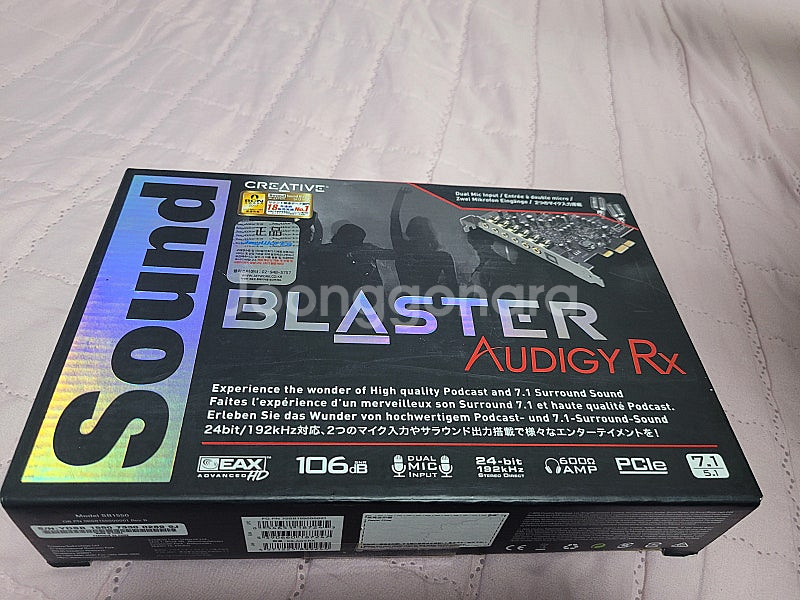 Sound
CREATIVE
Dual Mic Input / Entrée à double micro /
Zwei Mikrofon Eingänge / 2つのマイク入力搭載
正品
Joonggonara
BLASTER
AUDIGY RX
Experience the wonder of High quality Podcast and 7.1 Surround Sound
Faites l'expérience d'un merveilleux son Surround 7.1 et haute qualité Podcast.
Erleben Sie das Wunder von hochwertigem Podcast- und 7.1-Surround-Sound
24bit/192kHz対応、2つのマイク入力やサラウンド出力搭載で様々なエンターテイメントを!
EAX
ADVANCED HD
106 SNR dB
DUAL MIC INPUT
24-bit 192kHz STEREO DIRECT
600Ω AMP
PCIe
7.1
5.1
Model SB1550